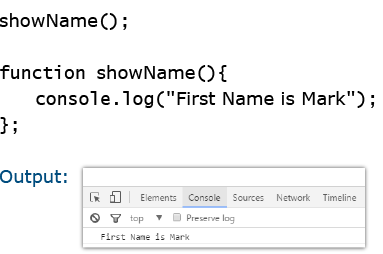 showName();
function showName(){
console.log("First Name is Mark");
};
Output:
Elements Console Sources Network Timeline
top ▼ Preserve log
First Name is Mark